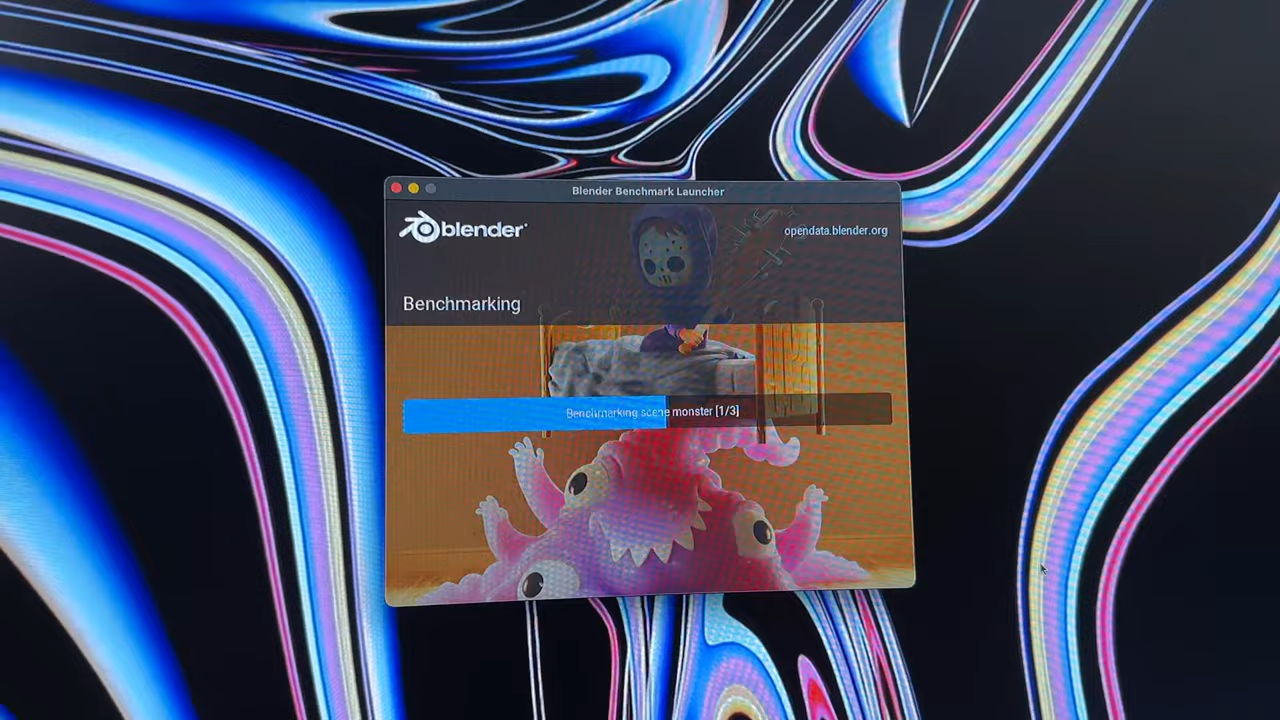 Blender Benchmark Launcher
blender
opendata.blender.org
Benchmarking
Benchmarking scene monster [1/3]